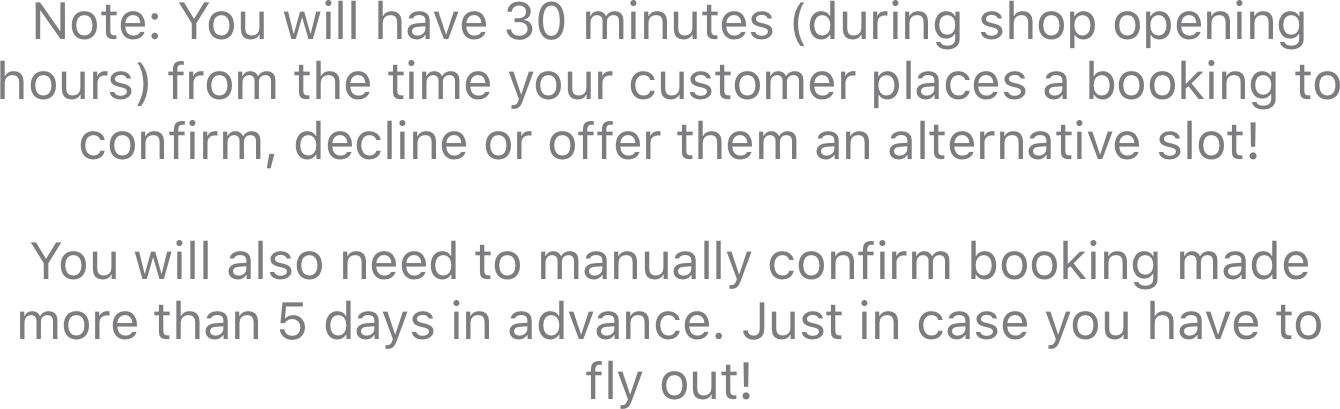 Note: You will have 30 minutes (during shop opening
hours) from the time your customer places a booking to
confirm, decline or offer them an alternative slot!

You will also need to manually confirm booking made
more than 5 days in advance. Just in case you have to
fly out!